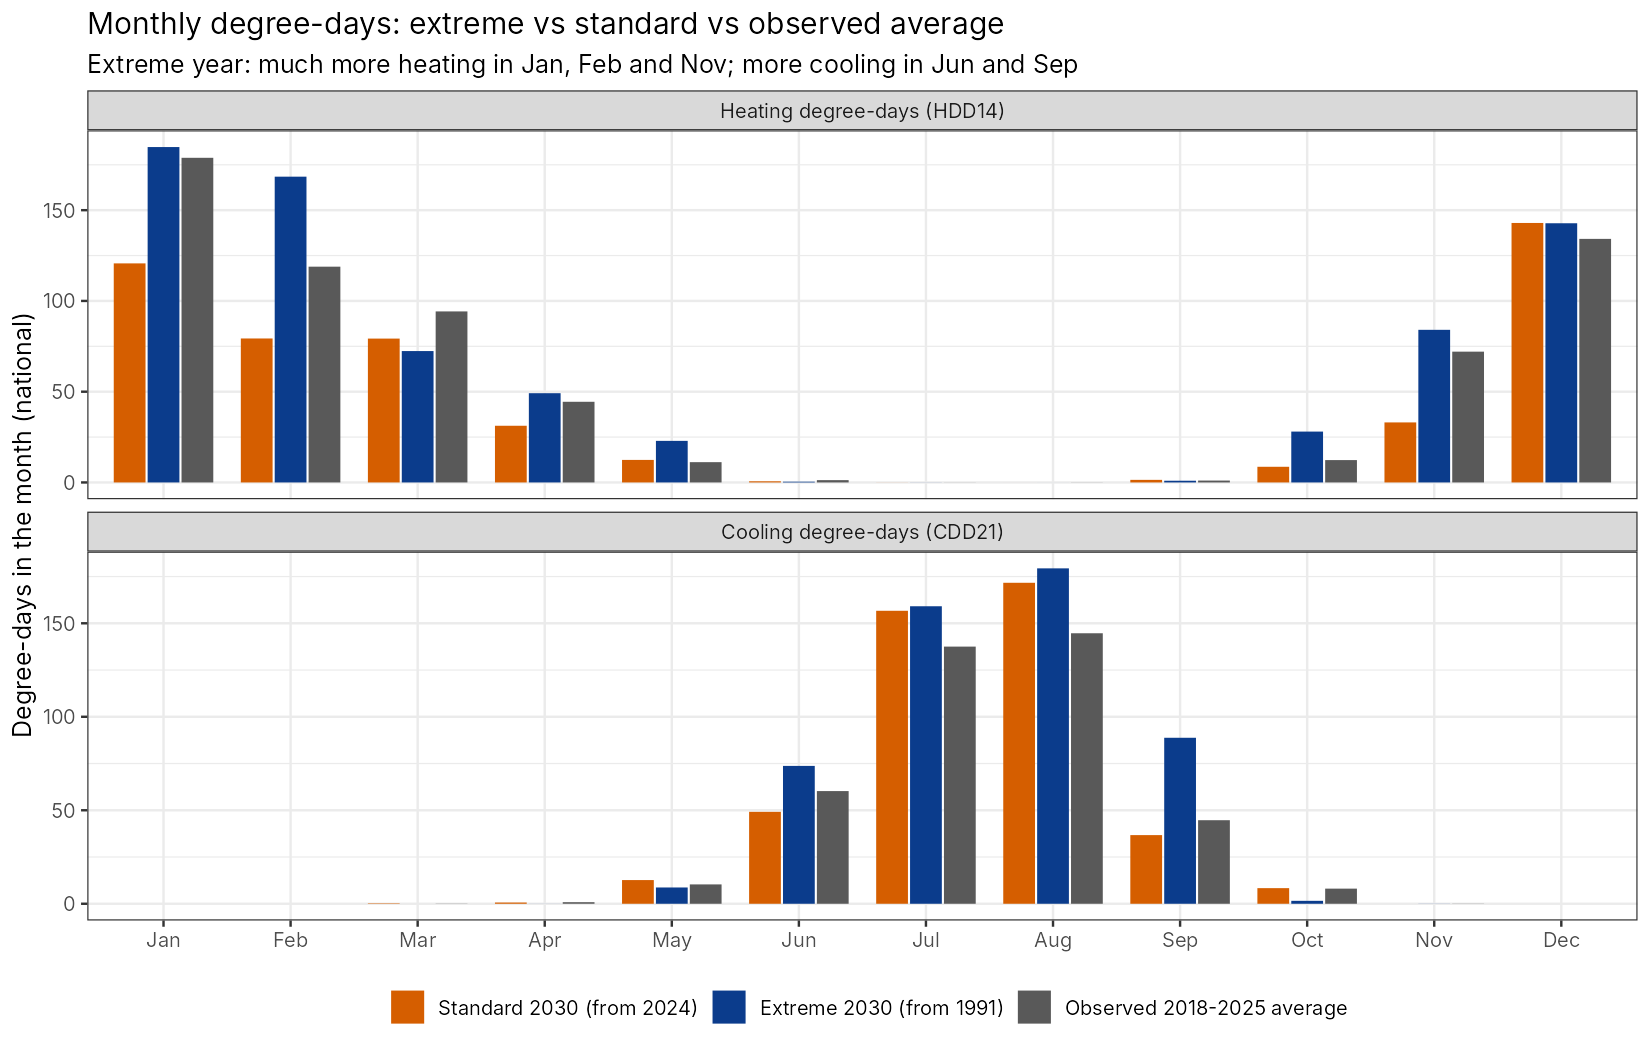 Monthly degree-days: extreme vs standard vs observed average
Extreme year: much more heating in Jan, Feb and Nov; more cooling in Jun and Sep
Degree-days in the month (national)
Heating degree-days (HDD14)
150
100
50
0
Cooling degree-days (CDD21)
150
100
50
0
Jan Feb Mar Apr May Jun Jul Aug Sep Oct Nov Dec
Standard 2030 (from 2024) Extreme 2030 (from 1991) Observed 2018-2025 average